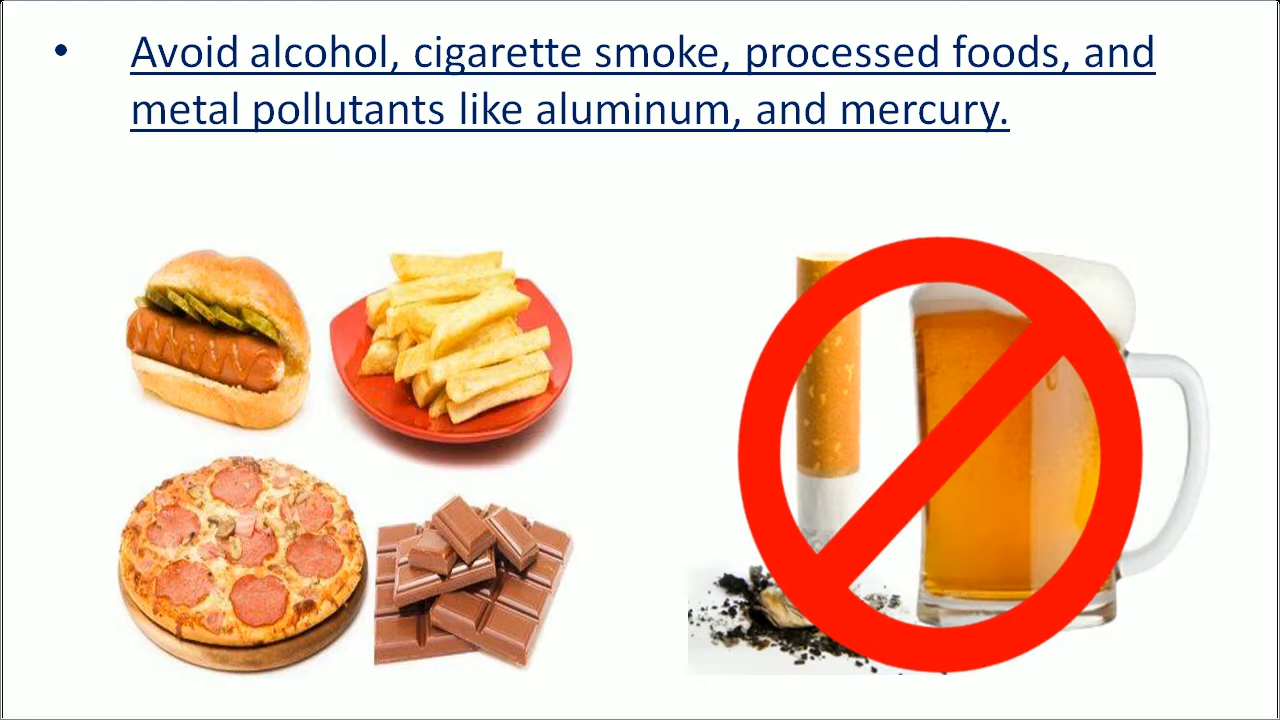 • Avoid alcohol, cigarette smoke, processed foods, and
metal pollutants like aluminum, and mercury.